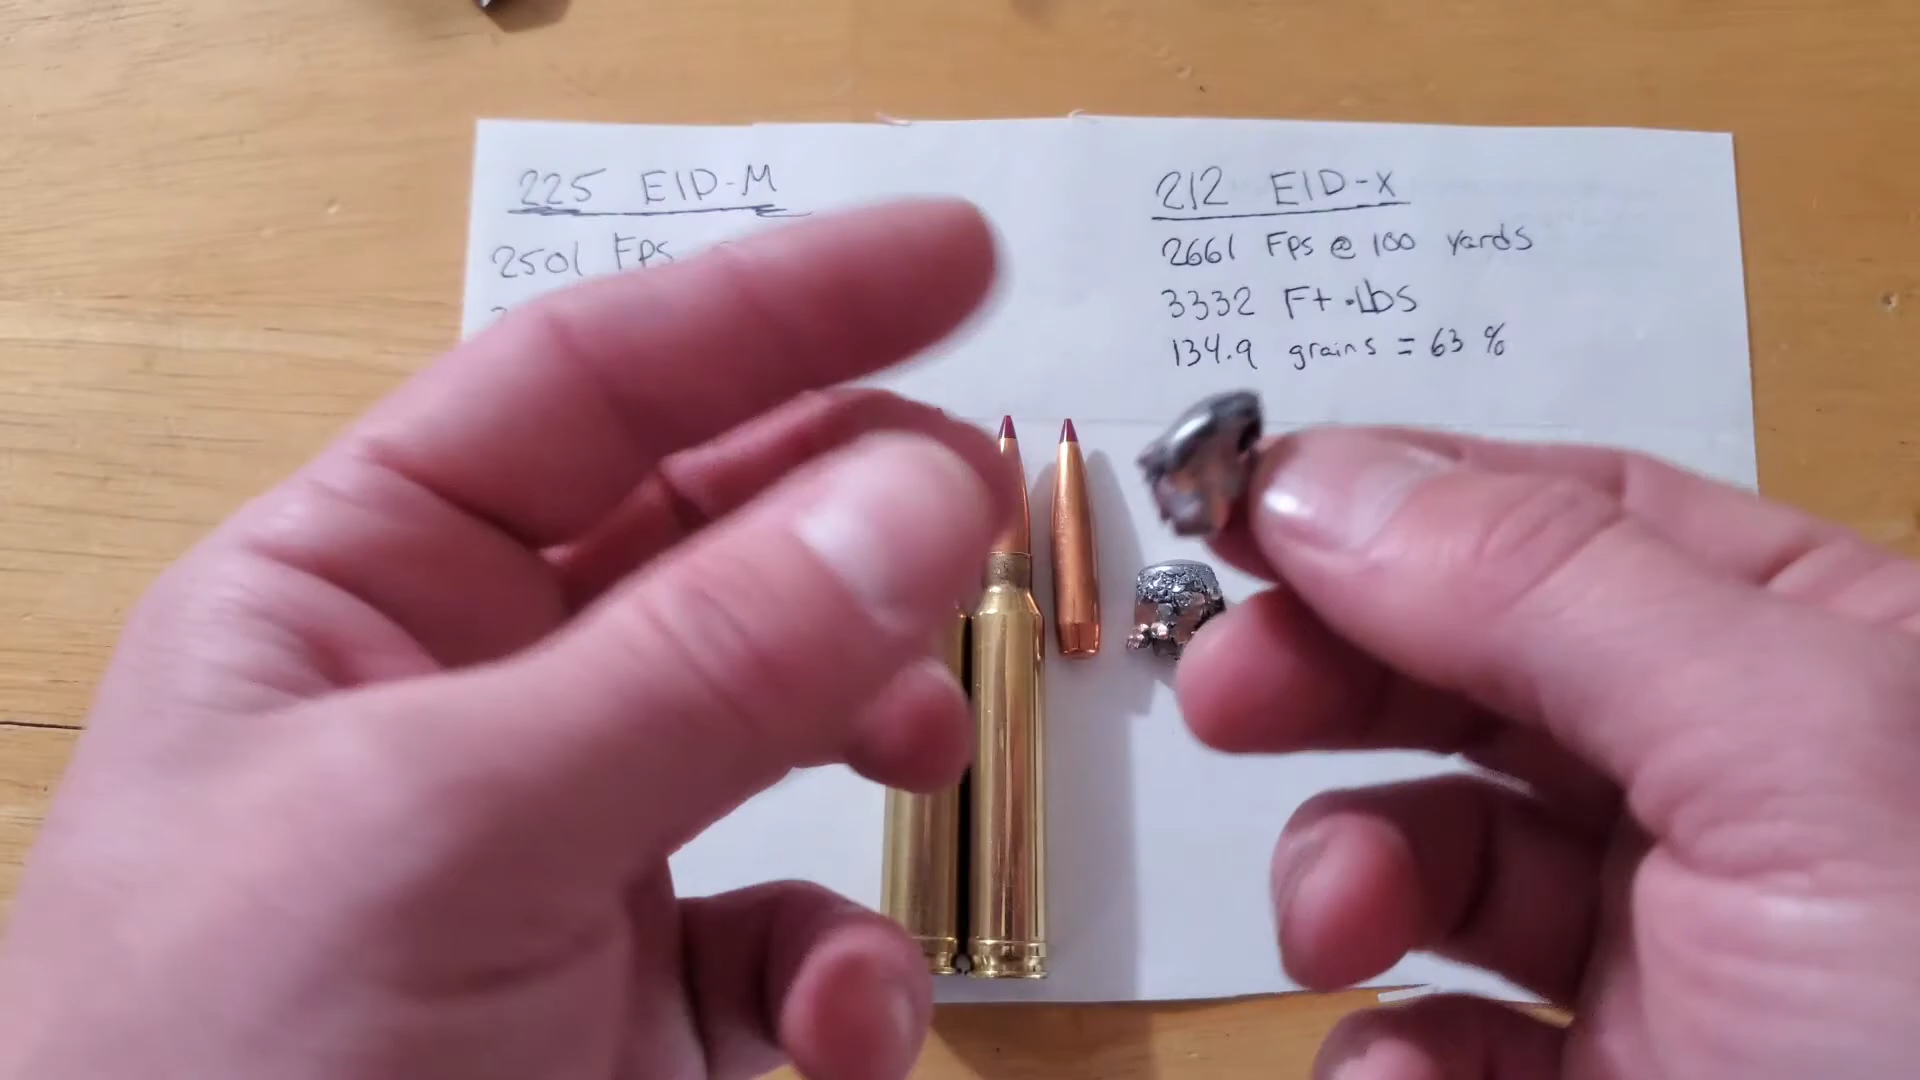 225 ElD-M
2501 Fps
212 ElD-X
2661 Fps @ 100 yards
3332 Ft.Lbs
134.9 grains = 63 %